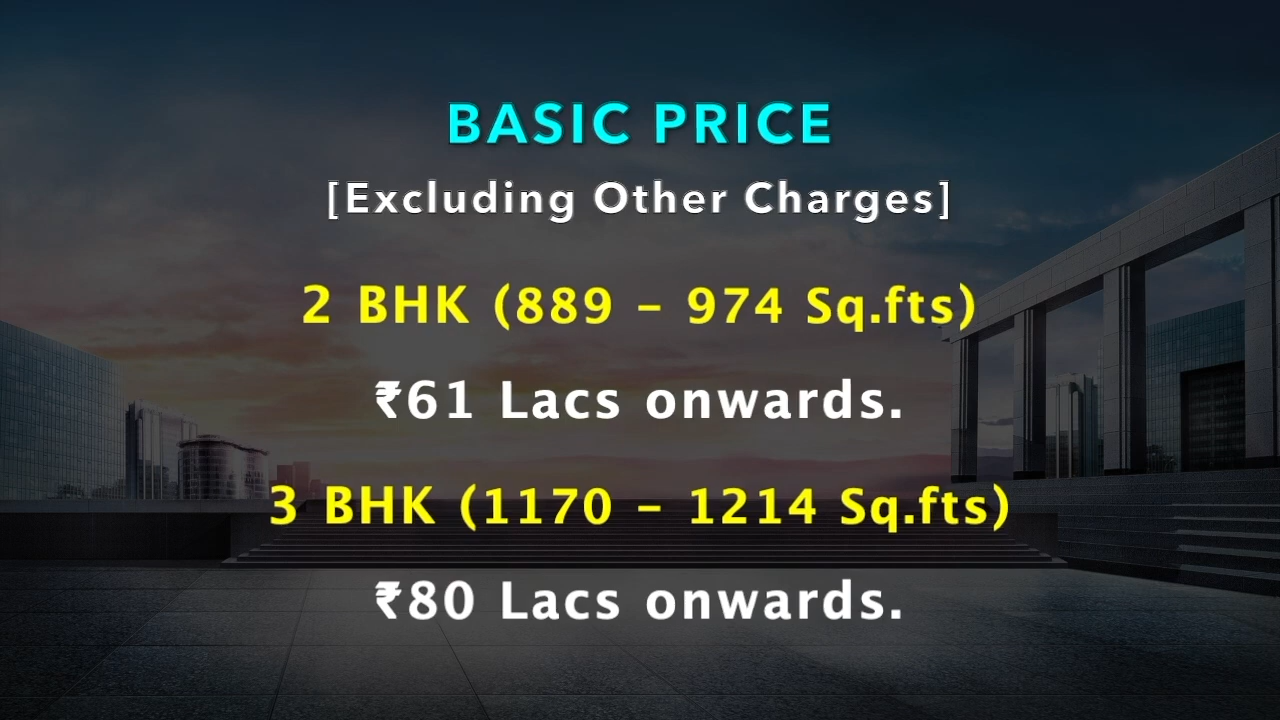 BASIC PRICE
[Excluding Other Charges]
2 BHK (889 – 974 Sq.fts)
₹61 Lacs onwards.
3 BHK (1170 – 1214 Sq.fts)
₹80 Lacs onwards.